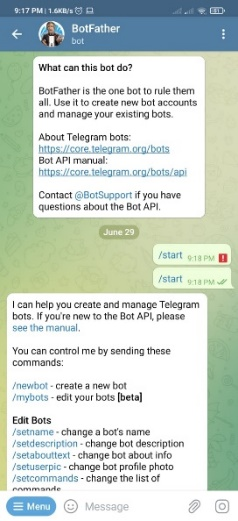 9:17 PM | 1.6KB/s
BotFather
bot
What can this bot do?
BotFather is the one bot to rule them
all. Use it to create new bot accounts
and manage your existing bots.
About Telegram bots:
https://core.telegram.org/bots
Bot API manual:
https://core.telegram.org/bots/api
Contact @BotSupport if you have
questions about the Bot API.
June 29
/start 9:18 PM
/start 9:18 PM
I can help you create and manage Telegram
bots. If you're new to the Bot API, please
see the manual.
You can control me by sending these
commands:
/newbot - create a new bot
/mybots - edit your bots [beta]
Edit Bots
/setname - change a bot's name
/setdescription - change bot description
/setabouttext - change bot about info
/setuserpic - change bot profile photo
/setcommands - change the list of
commands
Menu
Message